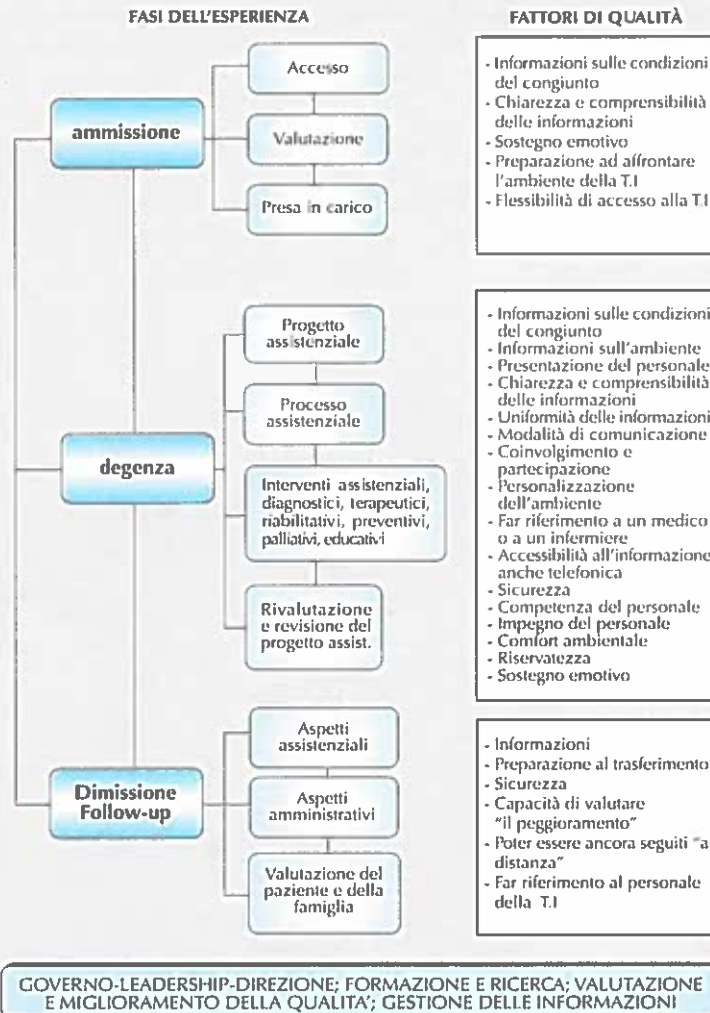 FASI DELL'ESPERIENZA
FATTORI DI QUALITÀ
ammissione
Accesso
Valutazione
Presa in carico
- Informazioni sulle condizioni
del congiunto
- Chiarezza e comprensibilità
delle informazioni
- Sostegno emotivo
- Preparazione ad affrontare
l'ambiente della T.I
- Flessibilità di accesso alla T.I
degenza
Progetto
assistenziale
Processo
assistenziale
Interventi assistenziali,
diagnostici, terapeutici,
riabilitativi, preventivi,
palliativi, educativi
Rivalutazione
e revisione del
progetto assist.
- Informazioni sulle condizioni
del congiunto
- Informazioni sull'ambiente
- Presentazione del personale
- Chiarezza e comprensibilità
delle informazioni
- Uniformità delle informazioni
- Modalità di comunicazione
- Coinvolgimento e
partecipazione
- Personalizzazione
dell'ambiente
- Far riferimento a un medico
o a un infermiere
- Accessibilità all'informazione
anche telefonica
- Sicurezza
- Competenza del personale
- Impegno del personale
- Comfort ambientale
- Riservatezza
- Sostegno emotivo
Dimissione
Follow-up
Aspetti
assistenziali
Aspetti
amministrativi
Valutazione del
paziente e della
famiglia
- Informazioni
- Preparazione al trasferimento
- Sicurezza
- Capacità di valutare
"il peggioramento"
- Poter essere ancora seguiti "a
distanza"
- Far riferimento al personale
della T.I
GOVERNO-LEADERSHIP-DIREZIONE; FORMAZIONE E RICERCA; VALUTAZIONE
E MIGLIORAMENTO DELLA QUALITA'; GESTIONE DELLE INFORMAZIONI